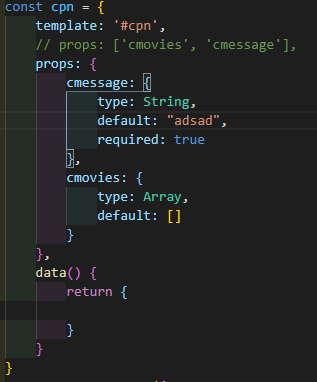 const cpn = {
    template: '#cpn',
    // props: ['cmovies', 'cmessage'],
    props: {
        cmessage: {
            type: String,
            default: "adsad",
            required: true
        },
        cmovies: {
            type: Array,
            default: []
        }
    },
    data() {
        return {
        }
    }
}